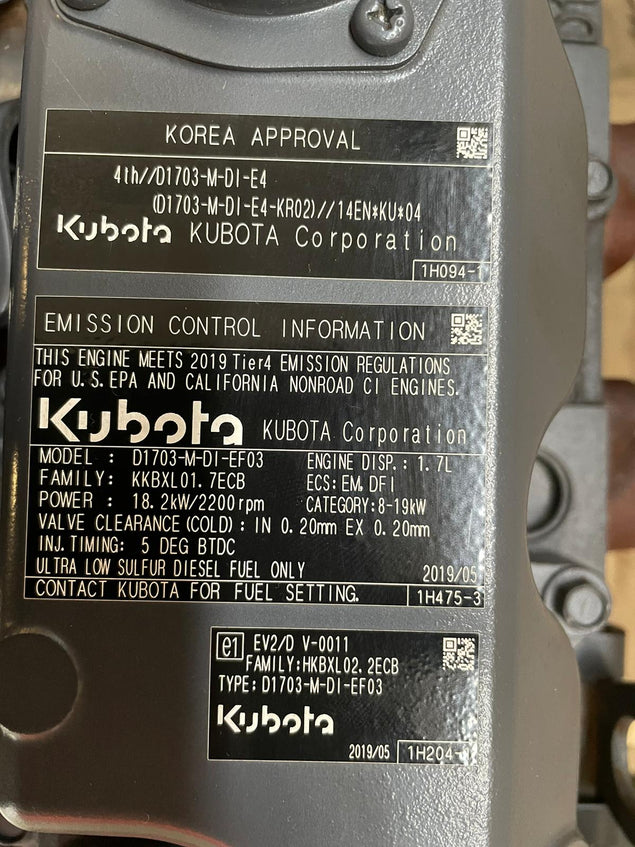 KOREA APPROVAL
4th//D1703-M-DI-E4
(D1703-M-DI-E4-KR02)//14EN*KU*04
Kubota KUBOTA Corporation
1H094-1
EMISSION CONTROL INFORMATION
THIS ENGINE MEETS 2019 Tier4 EMISSION REGULATIONS
FOR U.S. EPA AND CALIFORNIA NONROAD CI ENGINES.
Kubota KUBOTA Corporation
MODEL : D1703-M-DI-EF03 ENGINE DISP.: 1.7L
FAMILY: KKBXL01.7ECB ECS: EM, DFI
POWER : 18.2kW/2200rpm CATEGORY: 8-19kW
VALVE CLEARANCE (COLD) : IN 0.20mm EX 0.20mm
INJ. TIMING: 5 DEG BTDC
ULTRA LOW SULFUR DIESEL FUEL ONLY 2019/05
CONTACT KUBOTA FOR FUEL SETTING. 1H475-3
e1 EV2/D V-0011
FAMILY:HKBXL02.2ECB
TYPE: D1703-M-DI-EF03
Kubota
2019/05 1H204-